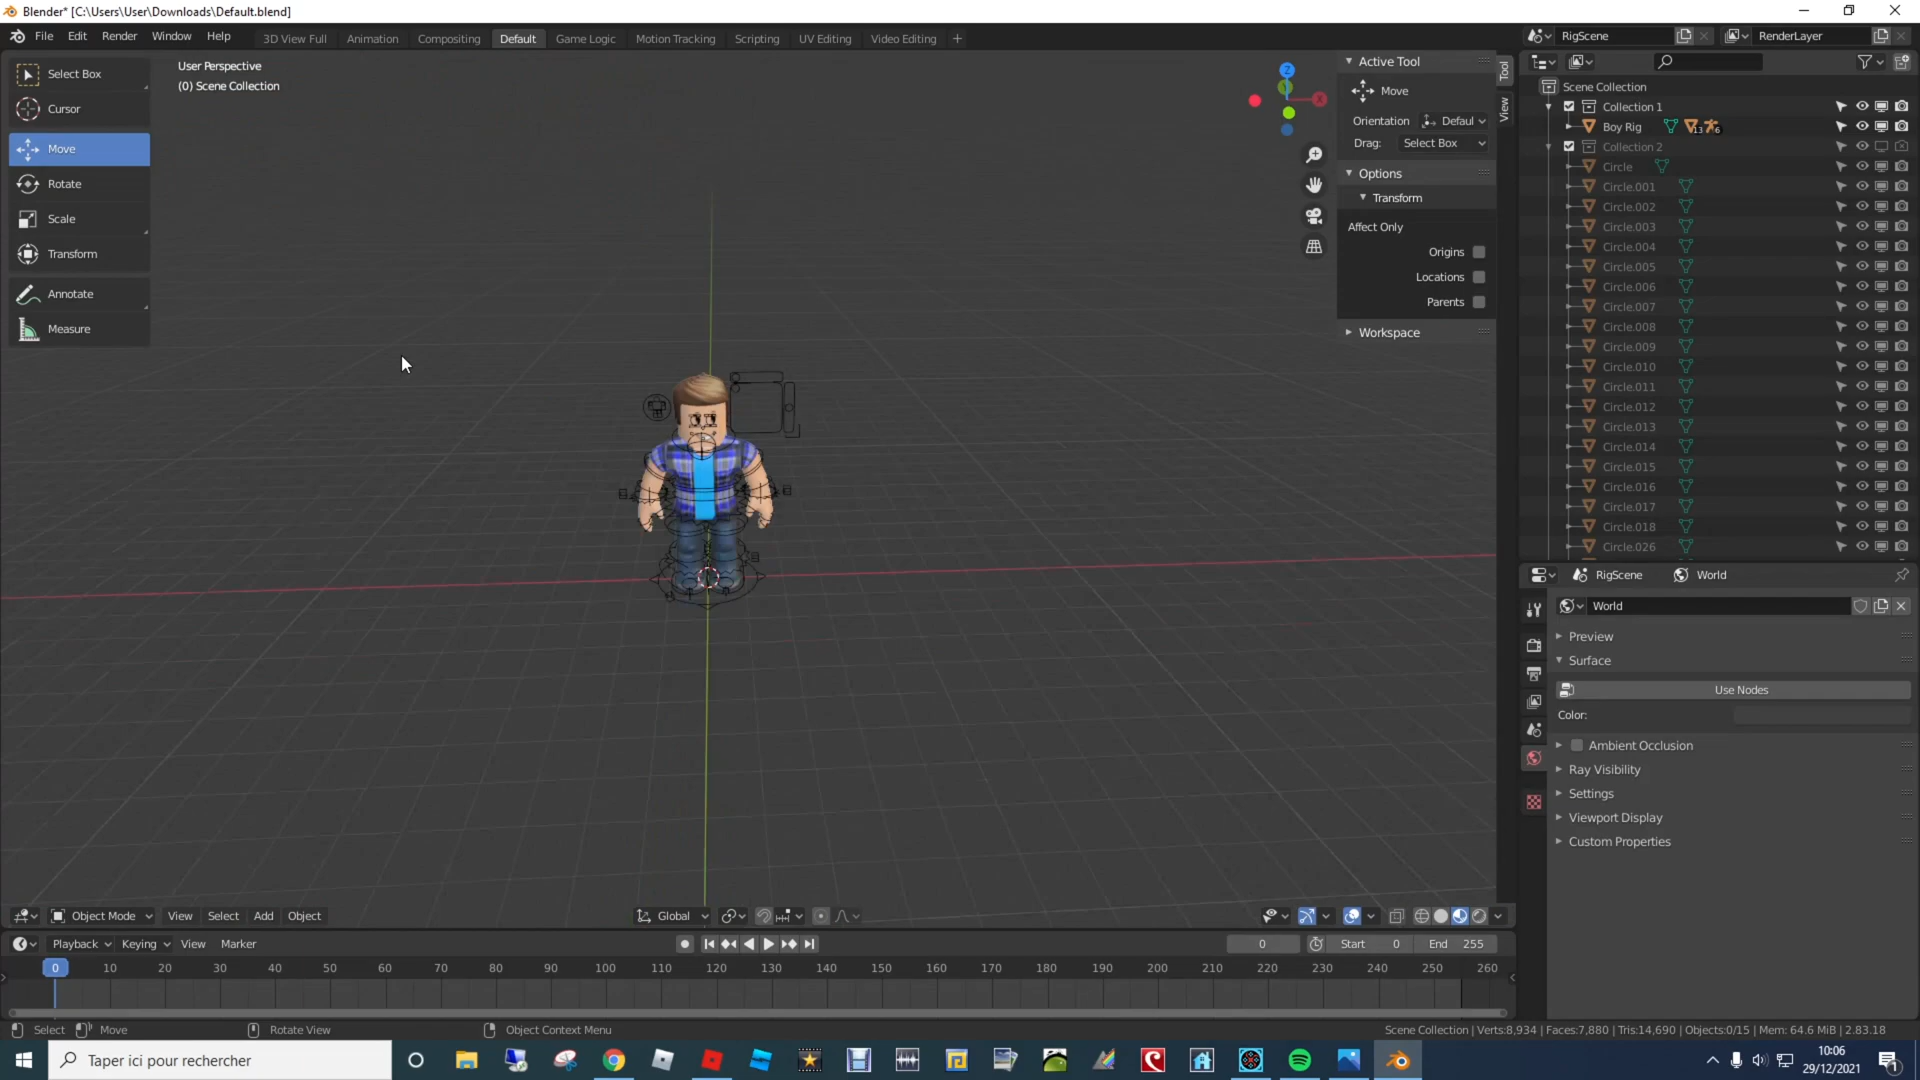 Blender* [C:\Users\User\Downloads\Default.blend]
File Edit Render Window Help 3D View Full Animation Compositing Default Game Logic Motion Tracking Scripting UV Editing Video Editing + RigScene RenderLayer
Select Box
Cursor
Move
Rotate
Scale
Transform
Annotate
Measure
User Perspective
(0) Scene Collection
Z
X
Active Tool
Move
Orientation Defaul
Drag: Select Box
Options
Transform
Affect Only
Origins
Locations
Parents
Workspace
Tool
View
Scene Collection
Collection 1
Boy Rig 13 6
Collection 2
Circle
Circle.001
Circle.002
Circle.003
Circle.004
Circle.005
Circle.006
Circle.007
Circle.008
Circle.009
Circle.010
Circle.011
Circle.012
Circle.013
Circle.014
Circle.015
Circle.016
Circle.017
Circle.018
Circle.026
RigScene World
World
Preview
Surface
Use Nodes
Color:
Ambient Occlusion
Ray Visibility
Settings
Viewport Display
Custom Properties
Object Mode View Select Add Object Global
Playback Keying View Marker 0 Start 0 End 255
0 10 20 30 40 50 60 70 80 90 100 110 120 130 140 150 160 170 180 190 200 210 220 230 240 250 260
Select Move Rotate View Object Context Menu Scene Collection | Verts:8,934 | Faces:7,880 | Tris:14,690 | Objects:0/15 | Mem: 64.6 MiB | 2.83.18
Taper ici pour rechercher
10:06
29/12/2021
1